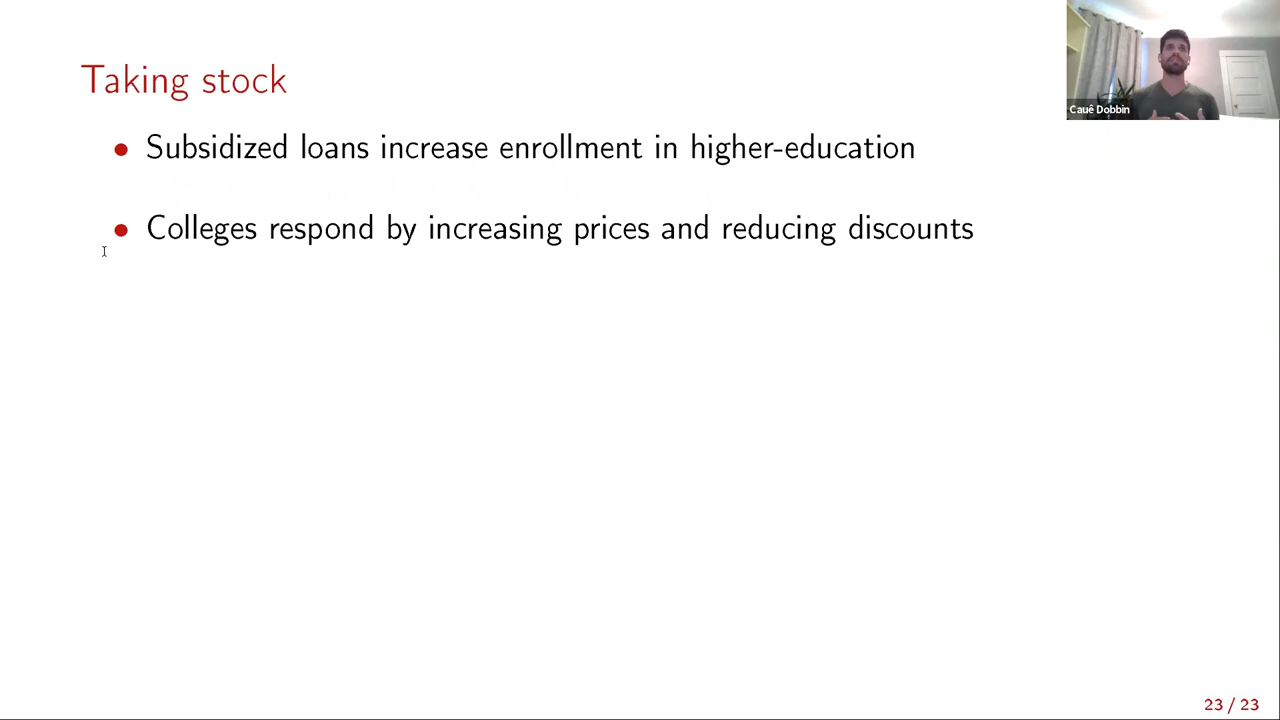 Taking stock
Cauê Dobbin
• Subsidized loans increase enrollment in higher-education
• Colleges respond by increasing prices and reducing discounts
23 / 23